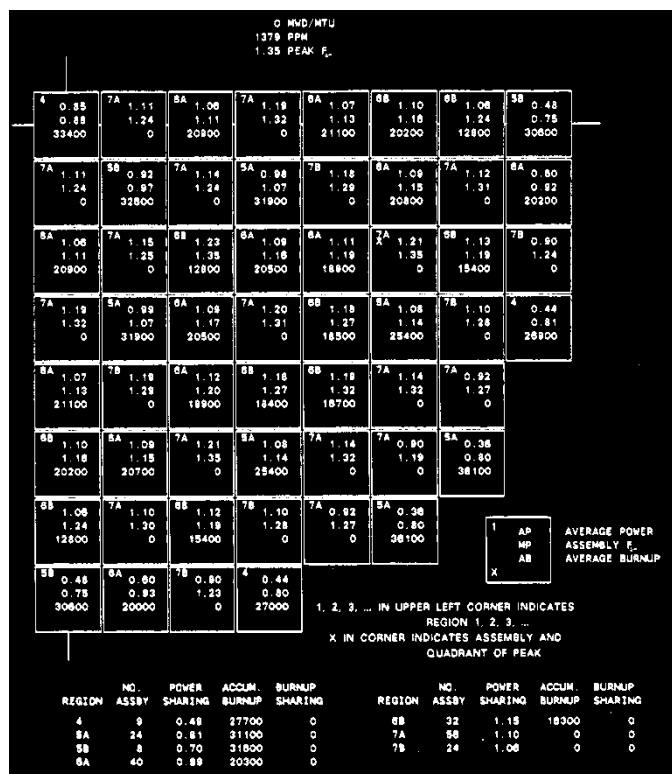 0 MWD/MTU
1379 PPM
1.35 PEAK F
4 7A 6A 7A 6A 6B 6B 5B
0.85 1.11 1.06 1.19 1.07 1.10 1.06 0.48
0.88 1.24 1.11 1.32 1.13 1.18 1.24 0.75
33400 0 20900 0 21100 20200 12800 30600
7A 5B 7A 5A 7B 6A 7A 6A
1.11 0.92 1.14 0.98 1.18 1.09 1.12 0.60
1.24 0.97 1.24 1.07 1.29 1.15 1.31 0.92
0 32600 0 31900 0 20800 0 20200
6A 7A 6B 6A 6A 7A 6B 7B
1.06 1.15 1.23 1.09 1.11 X 1.21 1.13 0.90
1.11 1.25 1.35 1.16 1.19 1.35 1.19 1.24
20900 0 12800 20500 18900 0 15400 0
7A 5A 6A 7A 6B 5A 7B 4
1.19 0.99 1.09 1.20 1.18 1.08 1.10 0.44
1.32 1.07 1.17 1.31 1.27 1.14 1.28 0.81
0 31900 20500 0 18500 25400 0 26900
6A 7B 6A 6B 6B 7A 7A
1.07 1.19 1.12 1.18 1.19 1.14 0.92
1.13 1.29 1.20 1.27 1.32 1.32 1.27
21100 0 18900 18400 16700 0 0
6B 6A 7A 5A 7A 7A 5A
1.10 1.09 1.21 1.08 1.14 0.90 0.36
1.18 1.15 1.35 1.14 1.32 1.19 0.80
20200 20700 0 25400 0 0 36100
6B 7A 6B 7B 7A 5A
1.06 1.10 1.12 1.10 0.92 0.36
1.24 1.30 1.19 1.28 1.27 0.80
12800 0 15400 0 0 36100
5B 6A 7B 4
0.48 0.60 0.90 0.44
0.75 0.93 1.23 0.80
30600 20000 0 27000
1 AP AVERAGE POWER
MP ASSEMBLY F
AB AVERAGE BURNUP
X
1, 2, 3, ... IN UPPER LEFT CORNER INDICATES
REGION 1, 2, 3, ...
X IN CORNER INDICATES ASSEMBLY AND
QUADRANT OF PEAK
NO. POWER ACCUM. BURNUP NO. POWER ACCUM. BURNUP
REGION ASSBY SHARING BURNUP SHARING REGION ASSBY SHARING BURNUP SHARING
4 9 0.49 27700 0 6B 32 1.15 16300 0
5A 24 0.81 31100 0 7A 56 1.10 0 0
5B 8 0.70 31600 0 7B 24 1.06 0 0
6A 40 0.99 20300 0